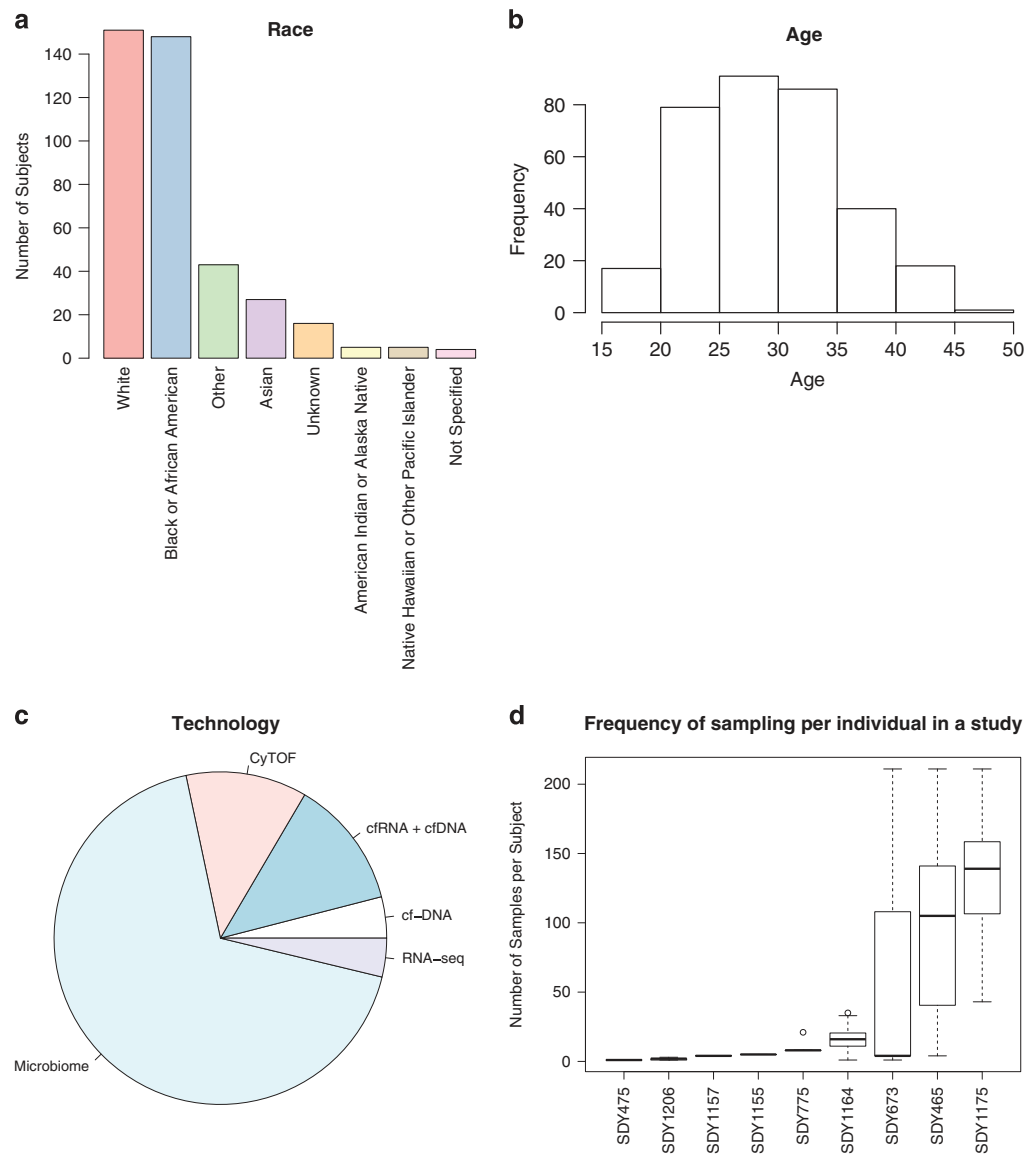 a
Race
Number of Subjects
140
120
100
80
60
40
20
0
White
Black or African American
Other
Asian
Unknown
American Indian or Alaska Native
Native Hawaiian or Other Pacific Islander
Not Specified
b
Age
Frequency
80
60
40
20
0
15 20 25 30 35 40 45 50
Age
c
Technology
CyTOF
cfRNA + cfDNA
cf–DNA
RNA–seq
Microbiome
d
Frequency of sampling per individual in a study
Number of Samples per Subject
200
150
100
50
0
SDY475
SDY1206
SDY1157
SDY1155
SDY775
SDY1164
SDY673
SDY465
SDY1175